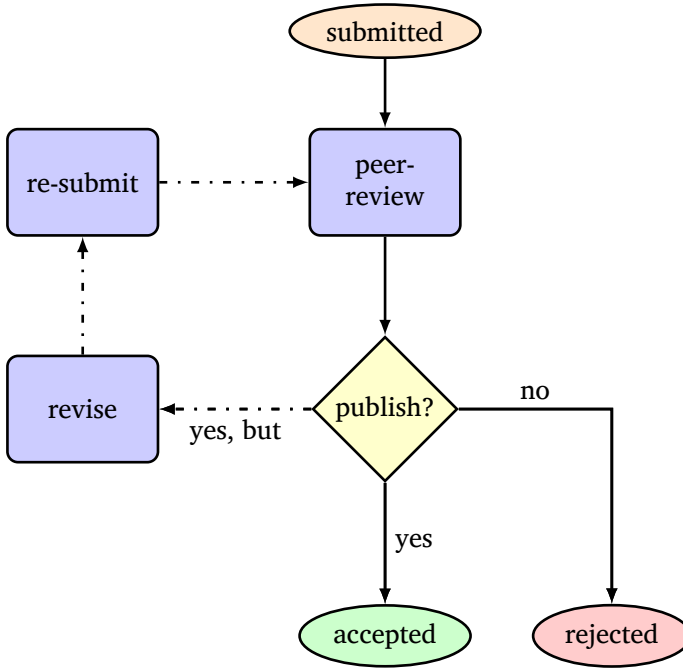 submitted
re-submit
peer-
review
revise
publish?
no
yes, but
yes
accepted
rejected